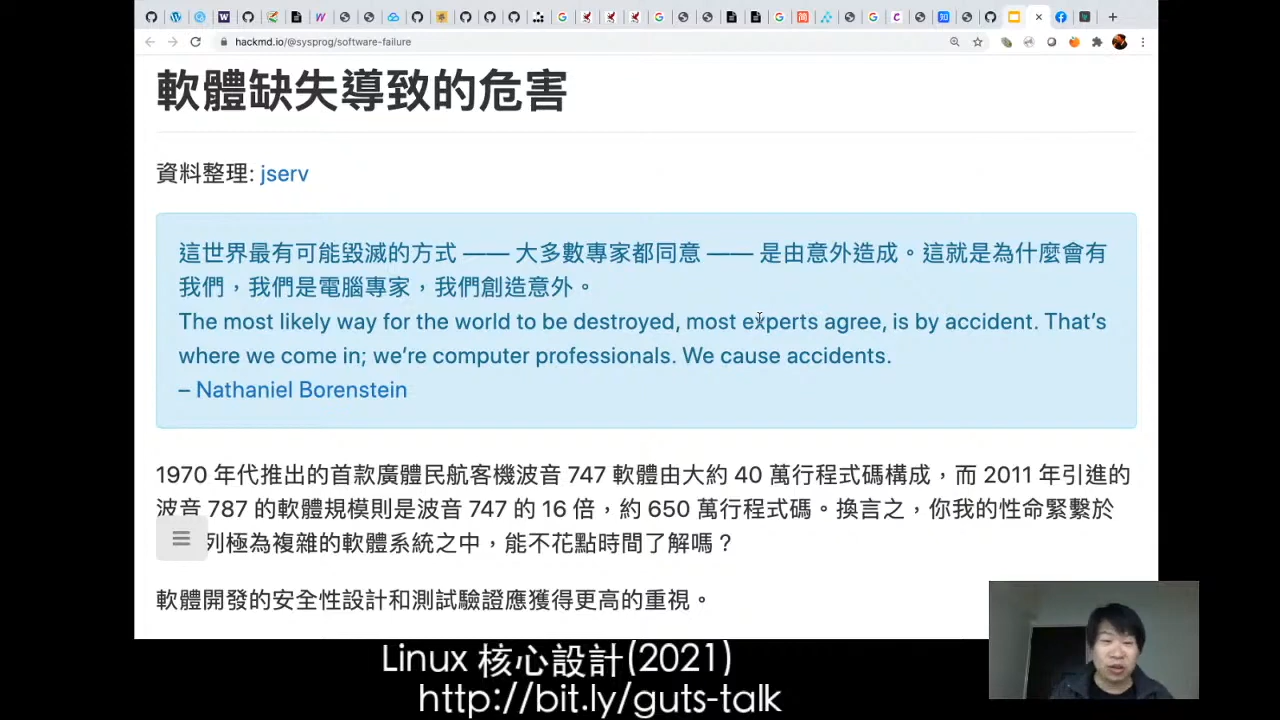 hackmd.io/@sysprog/software-failure
軟體缺失導致的危害
資料整理: jserv
這世界最有可能毀滅的方式 —— 大多數專家都同意 —— 是由意外造成。這就是為什麼會有
我們，我們是電腦專家，我們創造意外。
The most likely way for the world to be destroyed, most experts agree, is by accident. That’s
where we come in; we’re computer professionals. We cause accidents.
– Nathaniel Borenstein
1970 年代推出的首款廣體民航客機波音 747 軟體由大約 40 萬行程式碼構成，而 2011 年引進的
波音 787 的軟體規模則是波音 747 的 16 倍，約 650 萬行程式碼。換言之，你我的性命緊繫於
列極為複雜的軟體系統之中，能不花點時間了解嗎？
軟體開發的安全性設計和測試驗證應獲得更高的重視。
Linux 核心設計(2021)
http://bit.ly/guts-talk